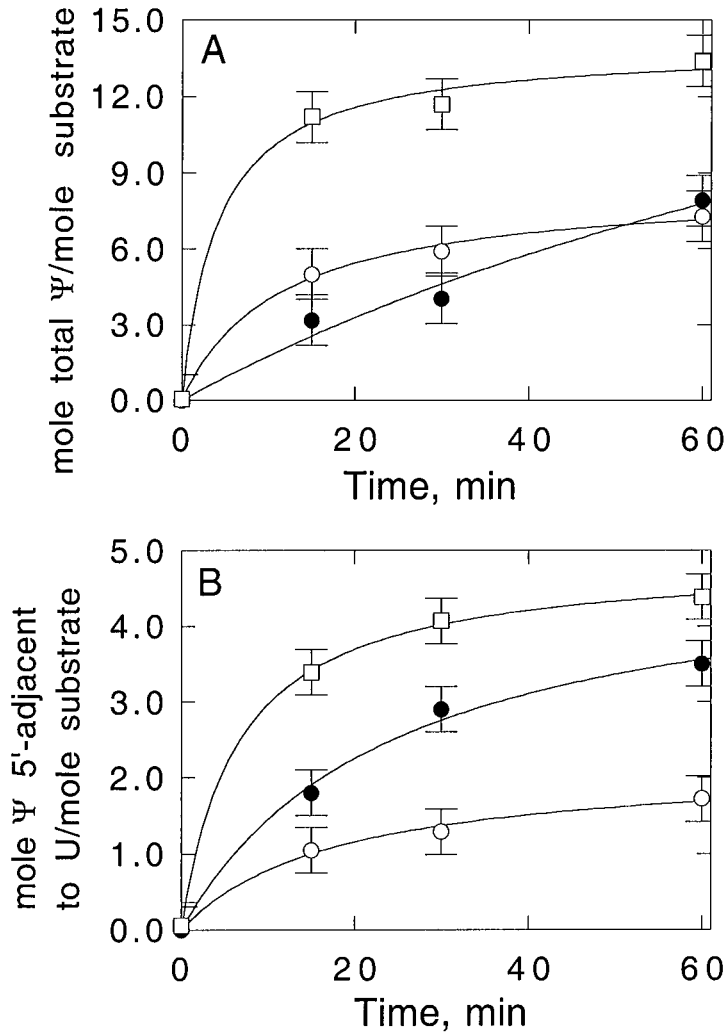 A
mole total Ψ/mole substrate
15.0
12.0
9.0
6.0
3.0
0.0
0 20 40 60
Time, min
B
mole Ψ 5'-adjacent
to U/mole substrate
5.0
4.0
3.0
2.0
1.0
0.0
0 20 40 60
Time, min